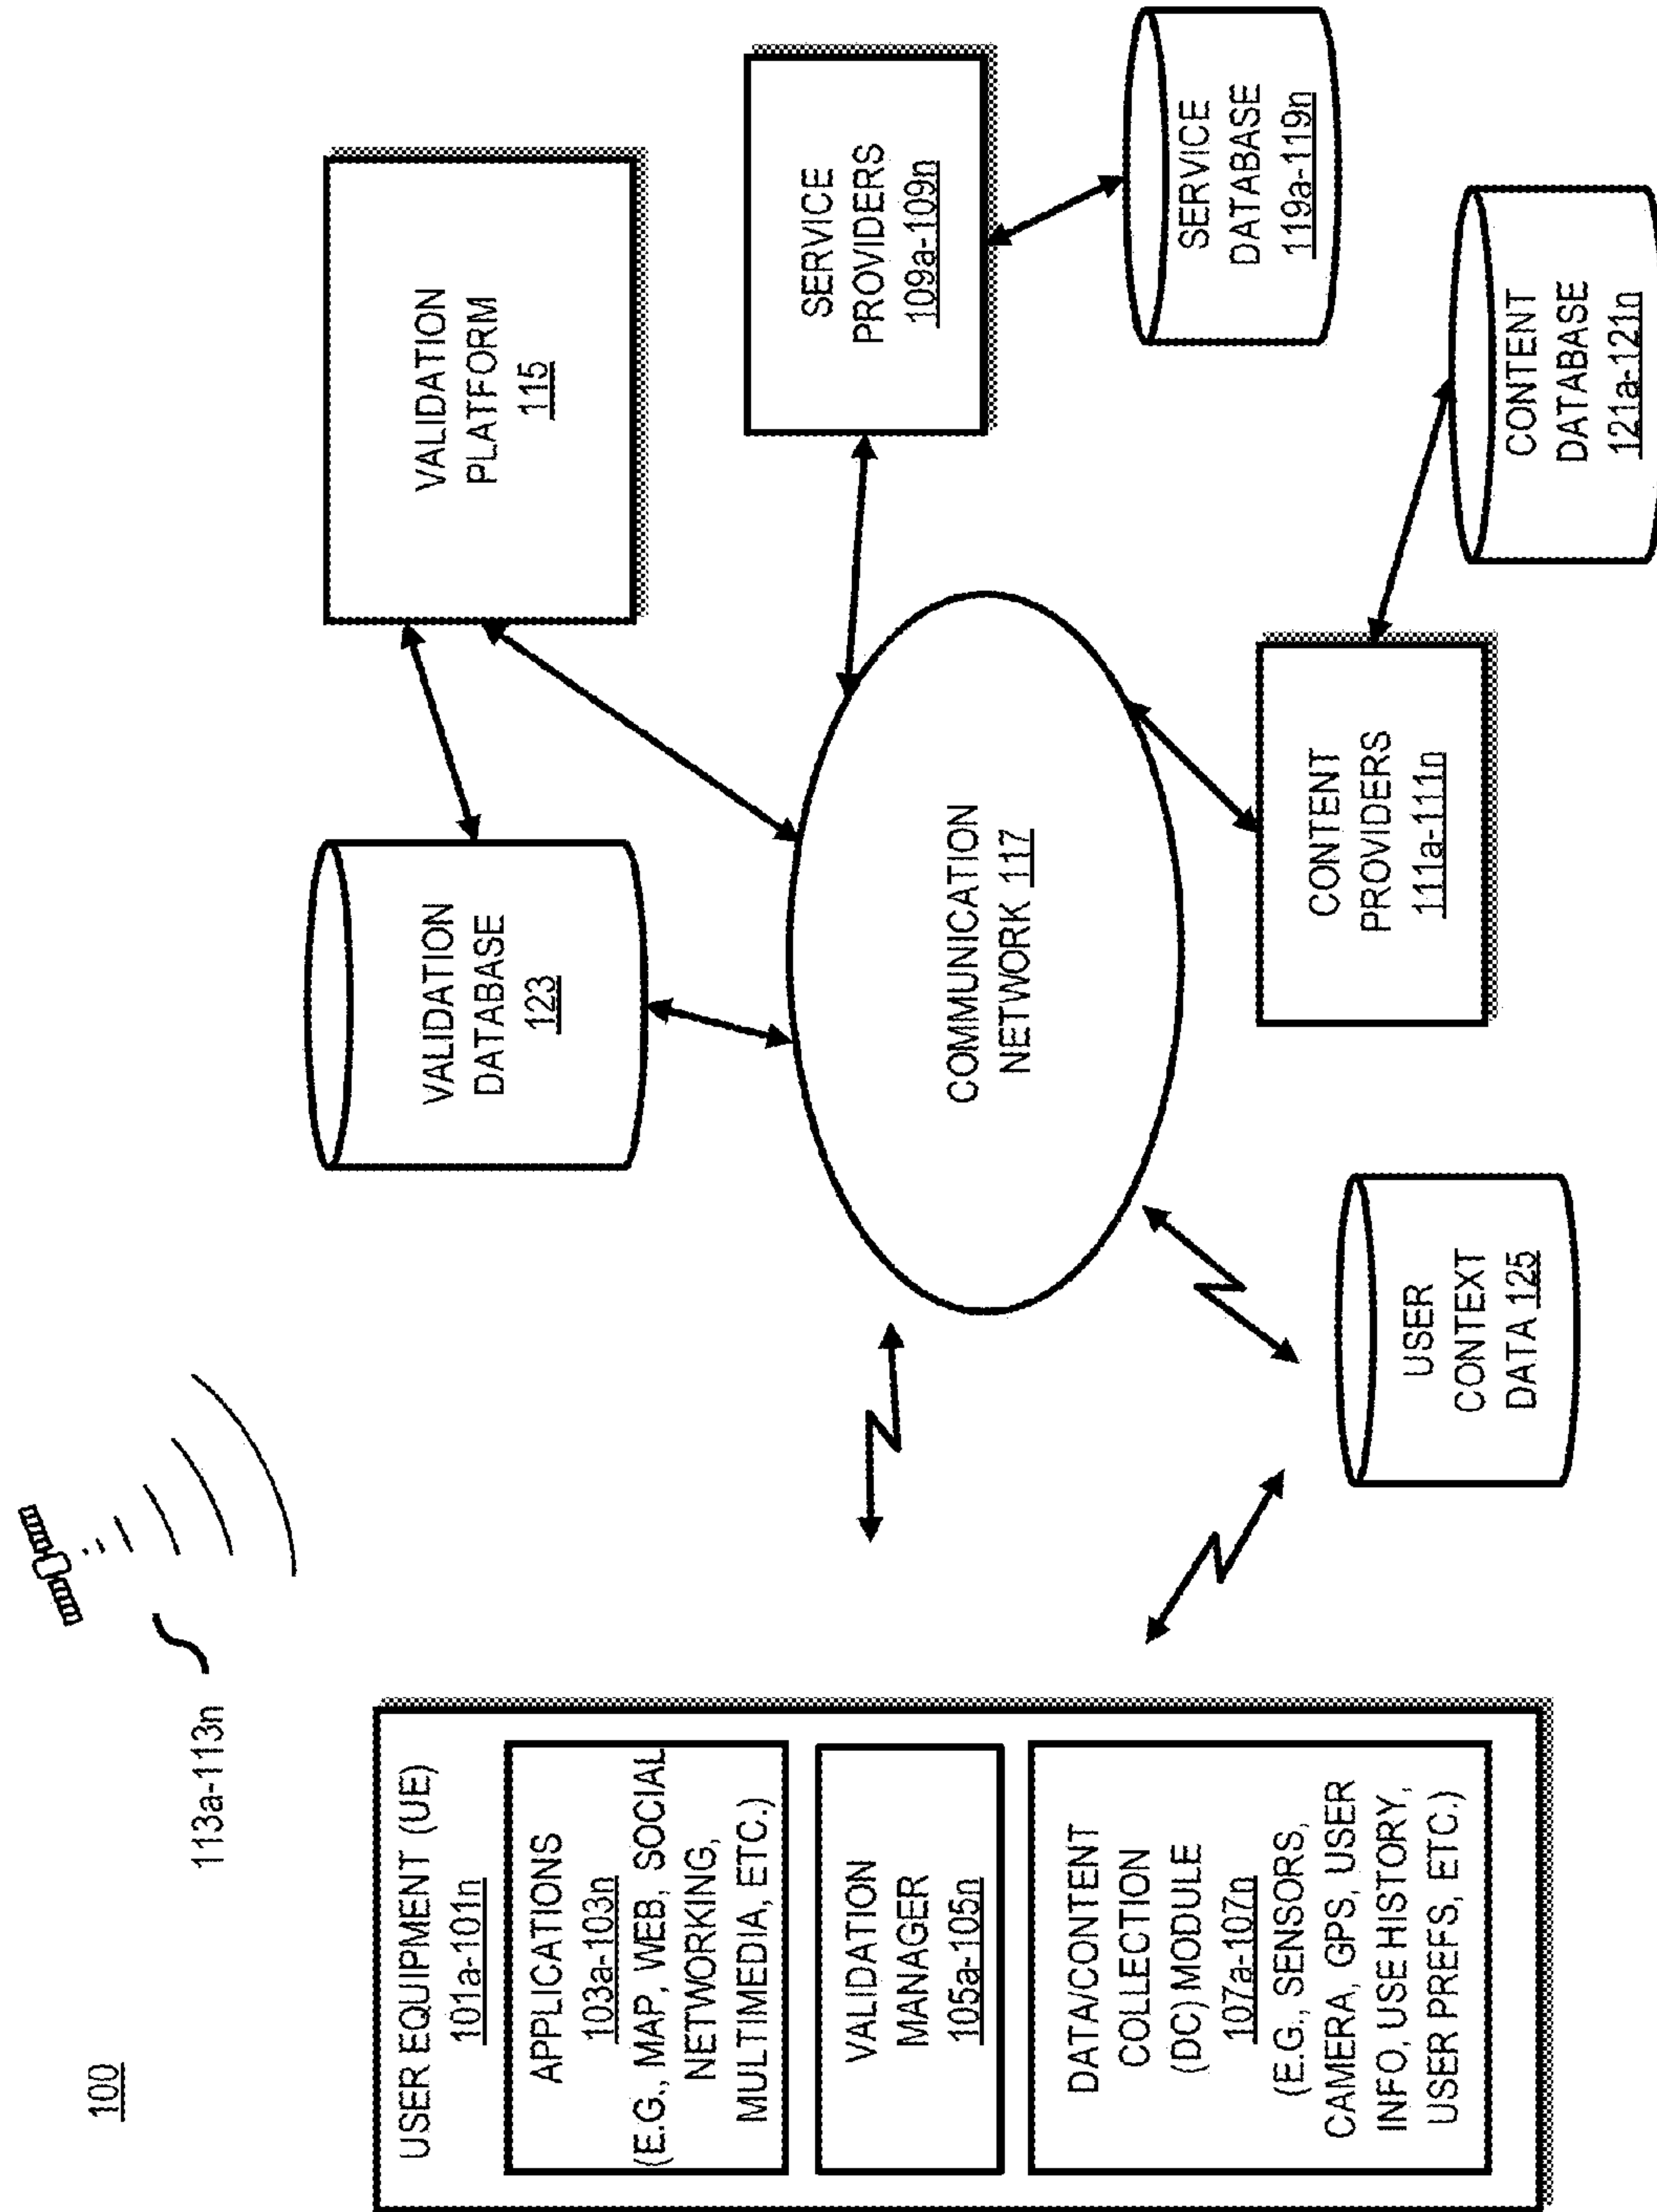 100
113a-113n
USER EQUIPMENT (UE)
101a-101n
APPLICATIONS
103a-103n
(E.G., MAP, WEB, SOCIAL
NETWORKING,
MULTIMEDIA, ETC.)
VALIDATION
MANAGER
105a-105n
DATA/CONTENT
COLLECTION
(DC) MODULE
107a-107n
(E.G., SENSORS,
CAMERA, GPS, USER
INFO, USE HISTORY,
USER PREFS, ETC.)
VALIDATION
DATABASE
123
VALIDATION
PLATFORM
115
COMMUNICATION
NETWORK 117
SERVICE
PROVIDERS
109a-109n
SERVICE
DATABASE
119a-119n
USER
CONTEXT
DATA 125
CONTENT
PROVIDERS
111a-111n
CONTENT
DATABASE
121a-121n